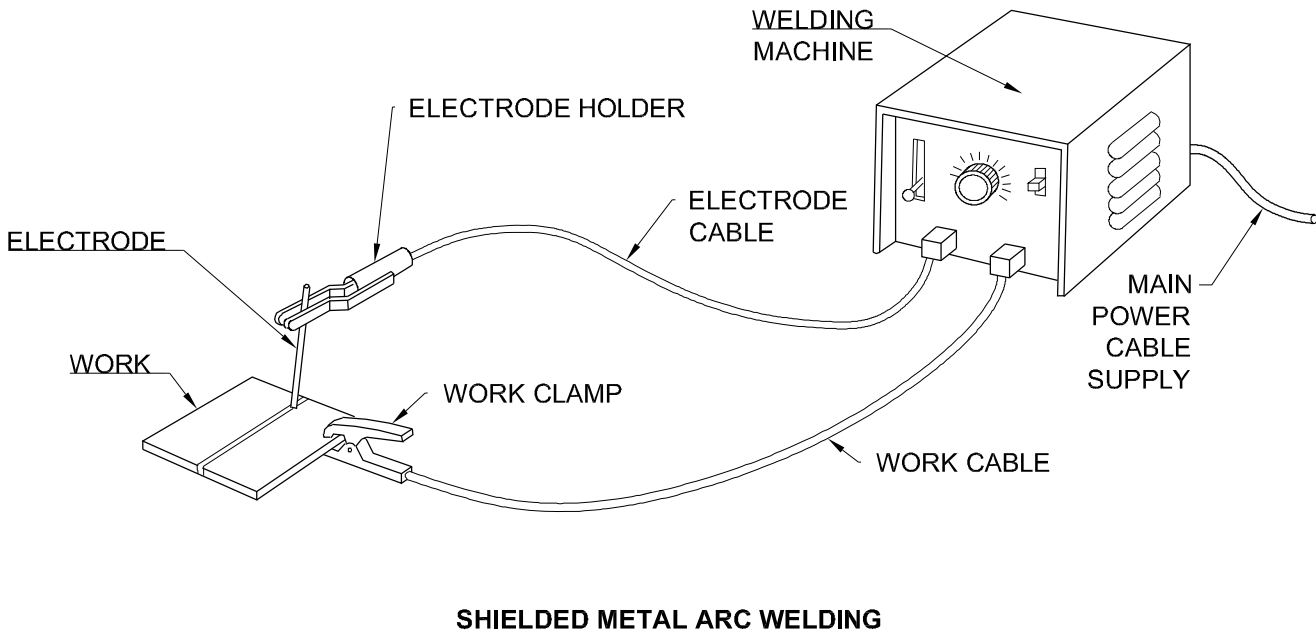 WELDING
MACHINE
ELECTRODE HOLDER
ELECTRODE
CABLE
ELECTRODE
MAIN
POWER
CABLE
SUPPLY
WORK
WORK CLAMP
WORK CABLE
SHIELDED METAL ARC WELDING